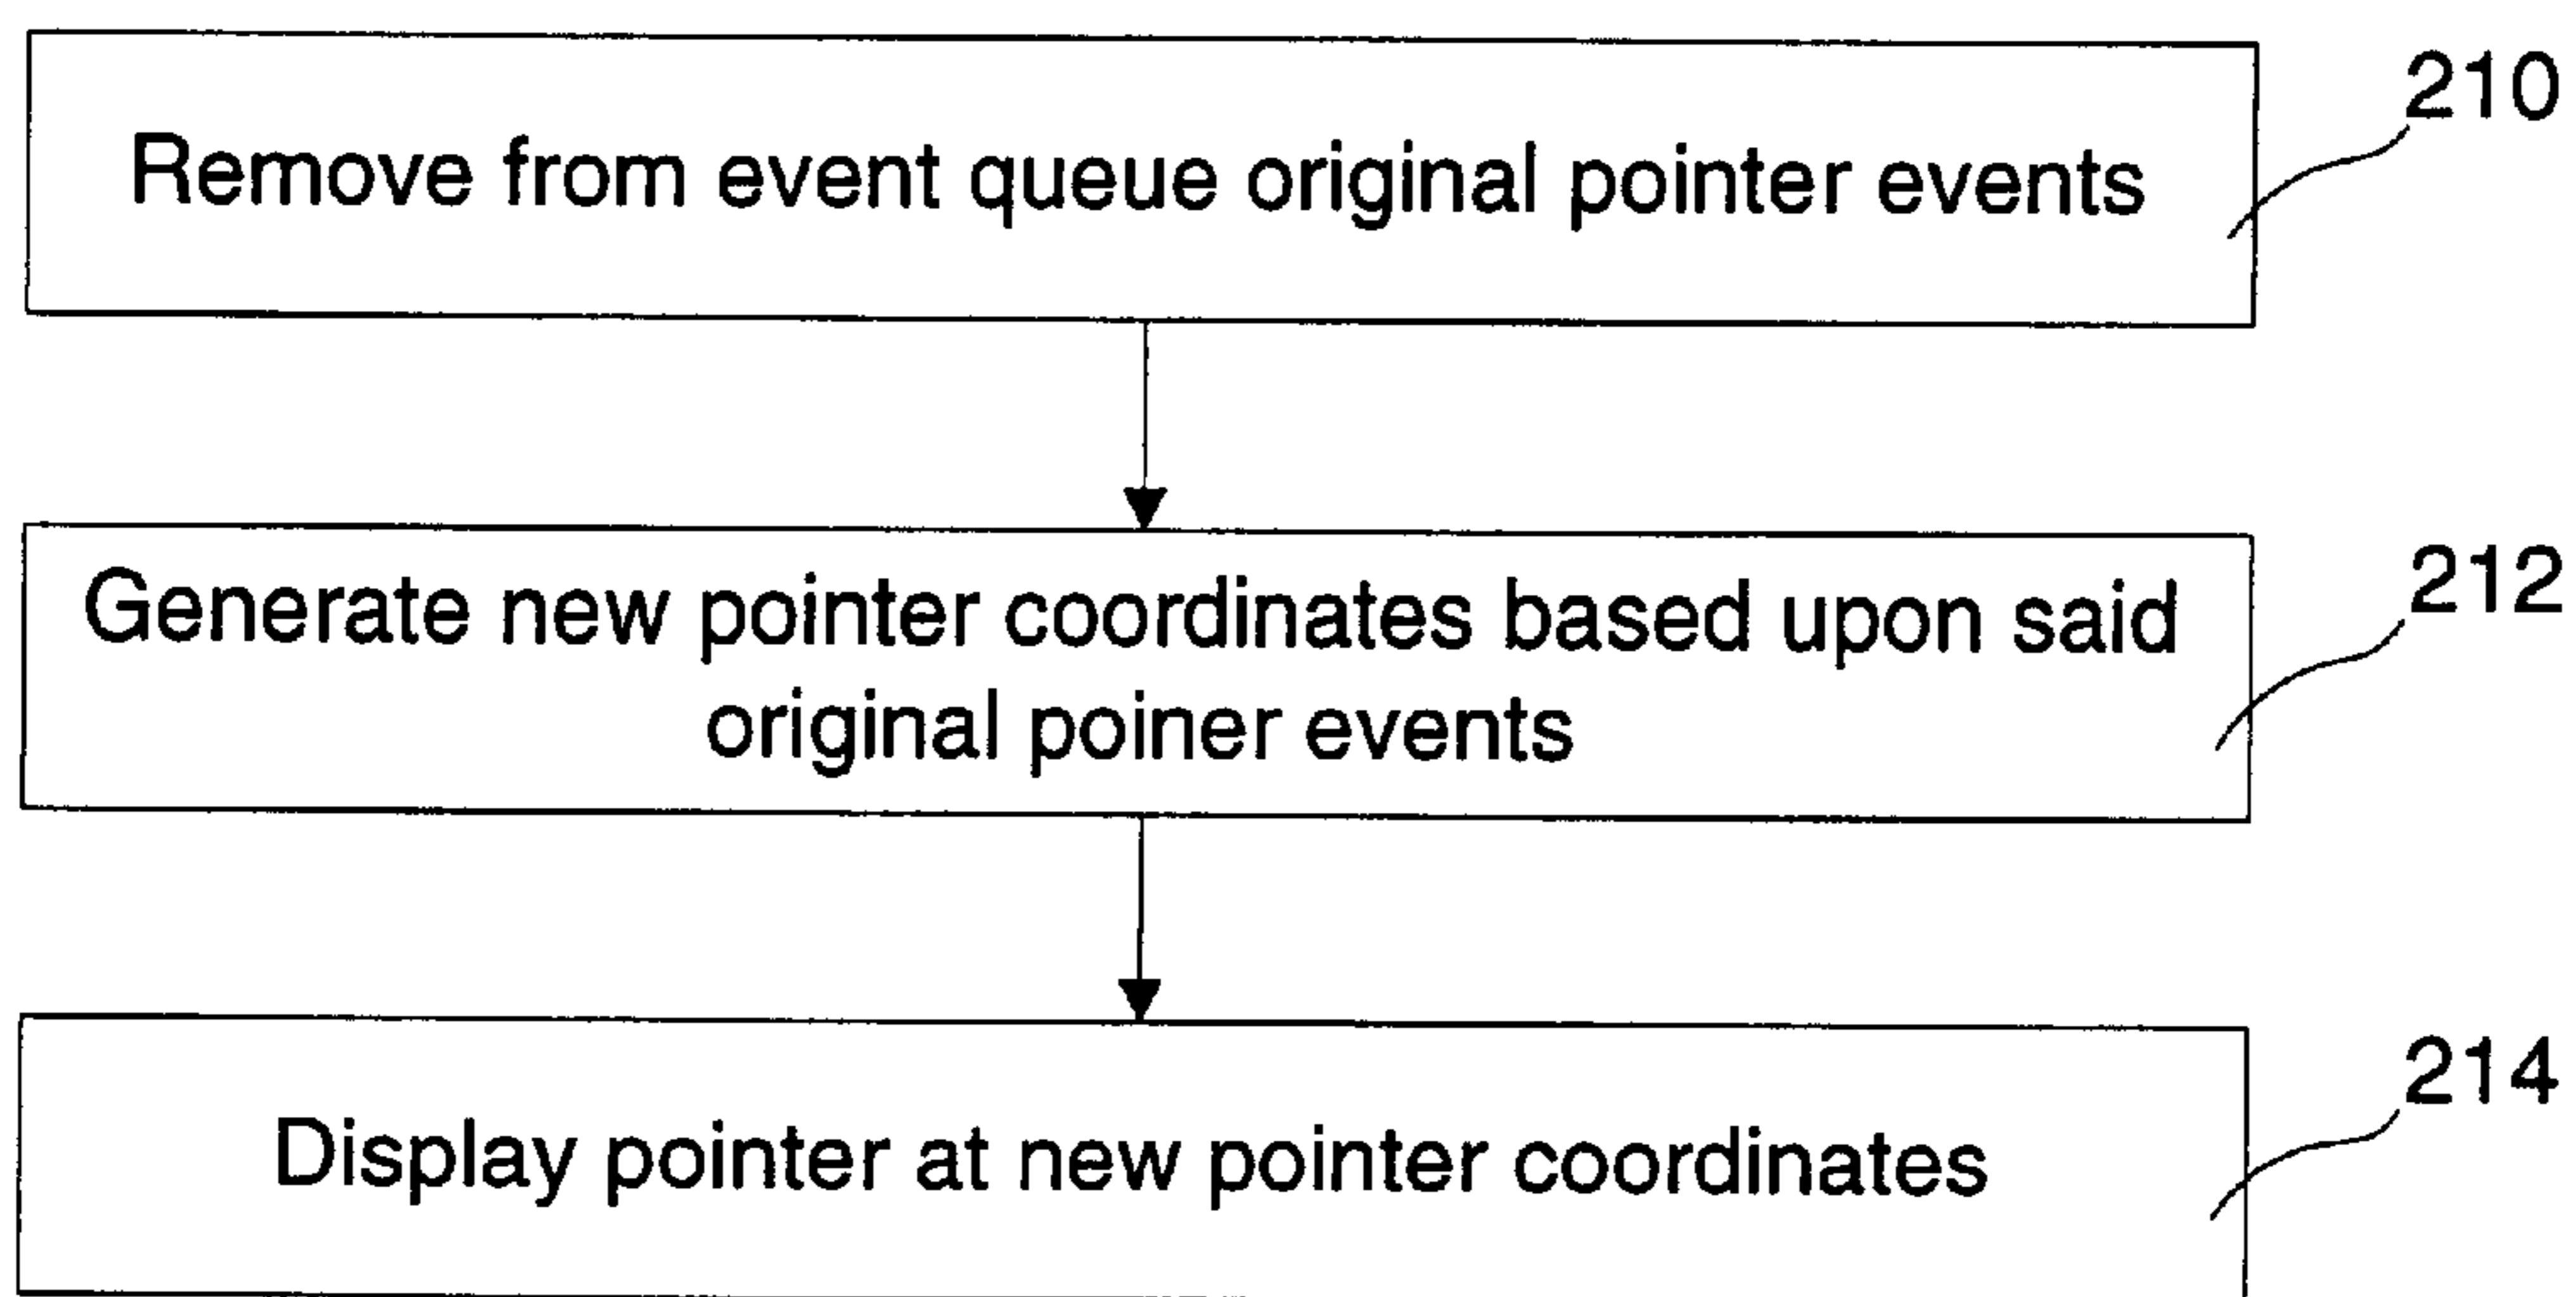 Remove from event queue original pointer events
210
Generate new pointer coordinates based upon said
original poiner events
212
Display pointer at new pointer coordinates
214